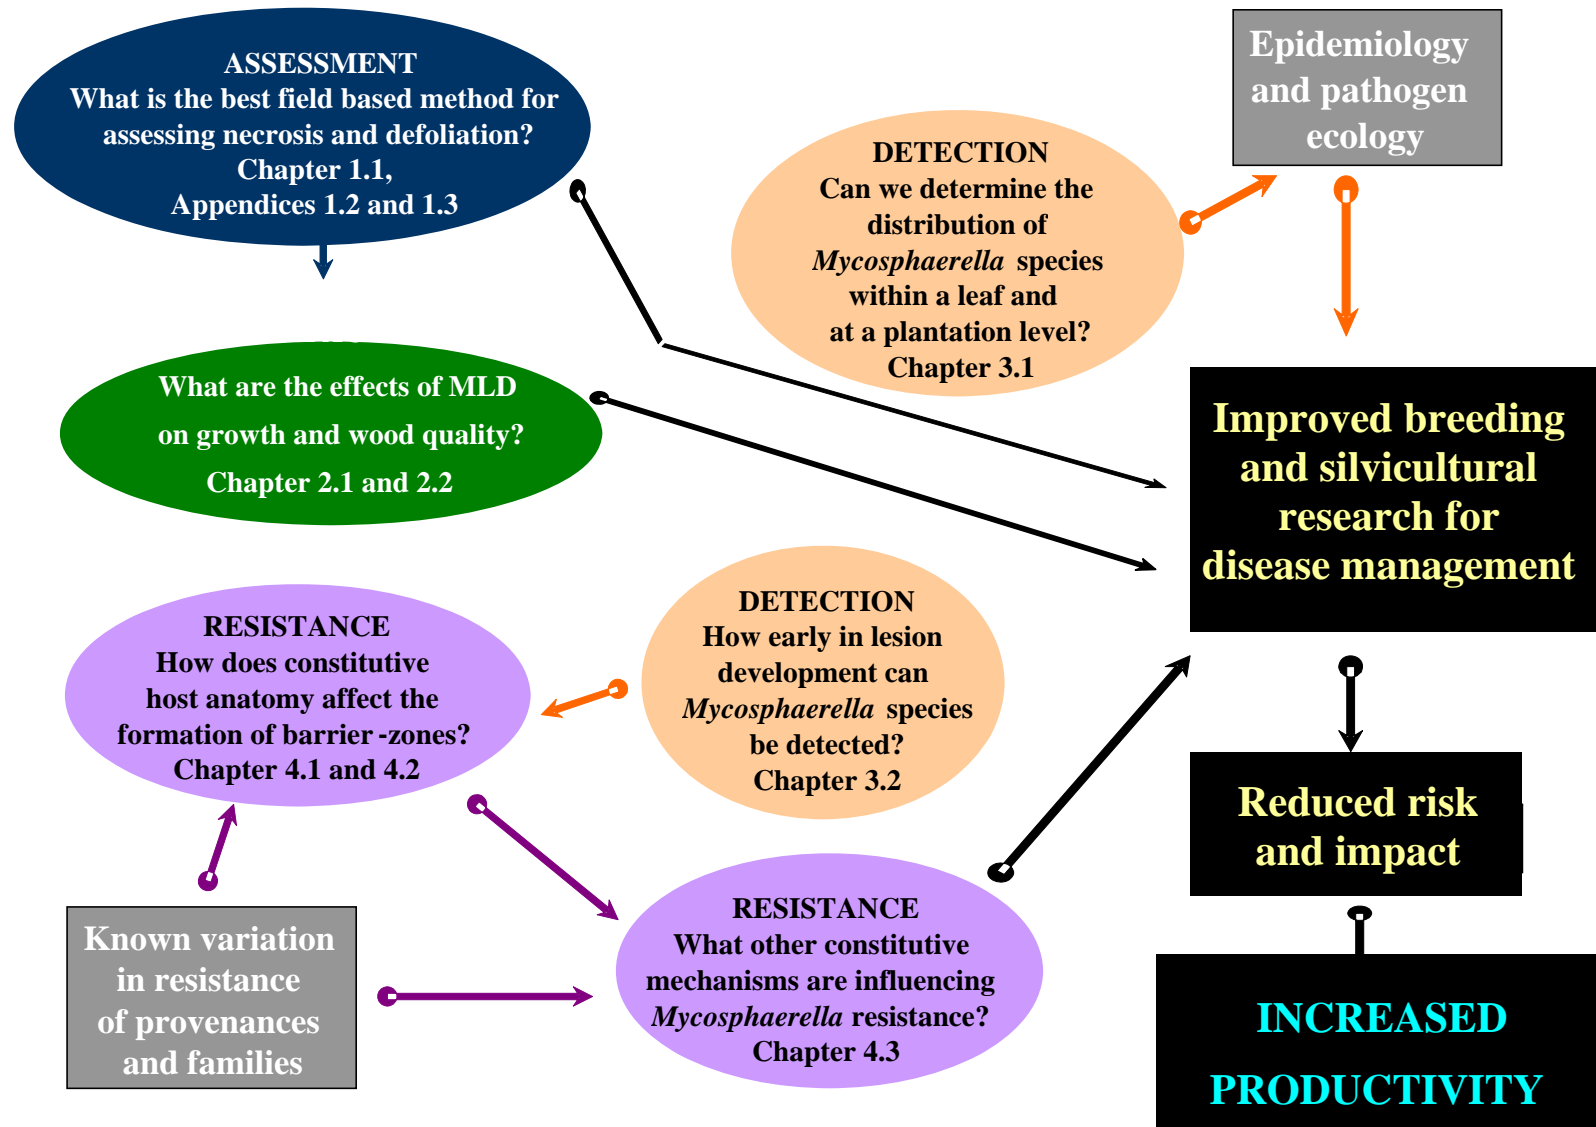 ASSESSMENT
What is the best field based method for
assessing necrosis and defoliation?
Chapter 1.1,
Appendices 1.2 and 1.3
Epidemiology
and pathogen
ecology
DETECTION
Can we determine the
distribution of
Mycosphaerella species
within a leaf and
at a plantation level?
Chapter 3.1
What are the effects of MLD
on growth and wood quality?
Chapter 2.1 and 2.2
Improved breeding
and silvicultural
research for
disease management
RESISTANCE
How does constitutive
host anatomy affect the
formation of barrier -zones?
Chapter 4.1 and 4.2
DETECTION
How early in lesion
development can
Mycosphaerella species
be detected?
Chapter 3.2
Reduced risk
and impact
Known variation
in resistance
of provenances
and families
RESISTANCE
What other constitutive
mechanisms are influencing
Mycosphaerella resistance?
Chapter 4.3
INCREASED
PRODUCTIVITY